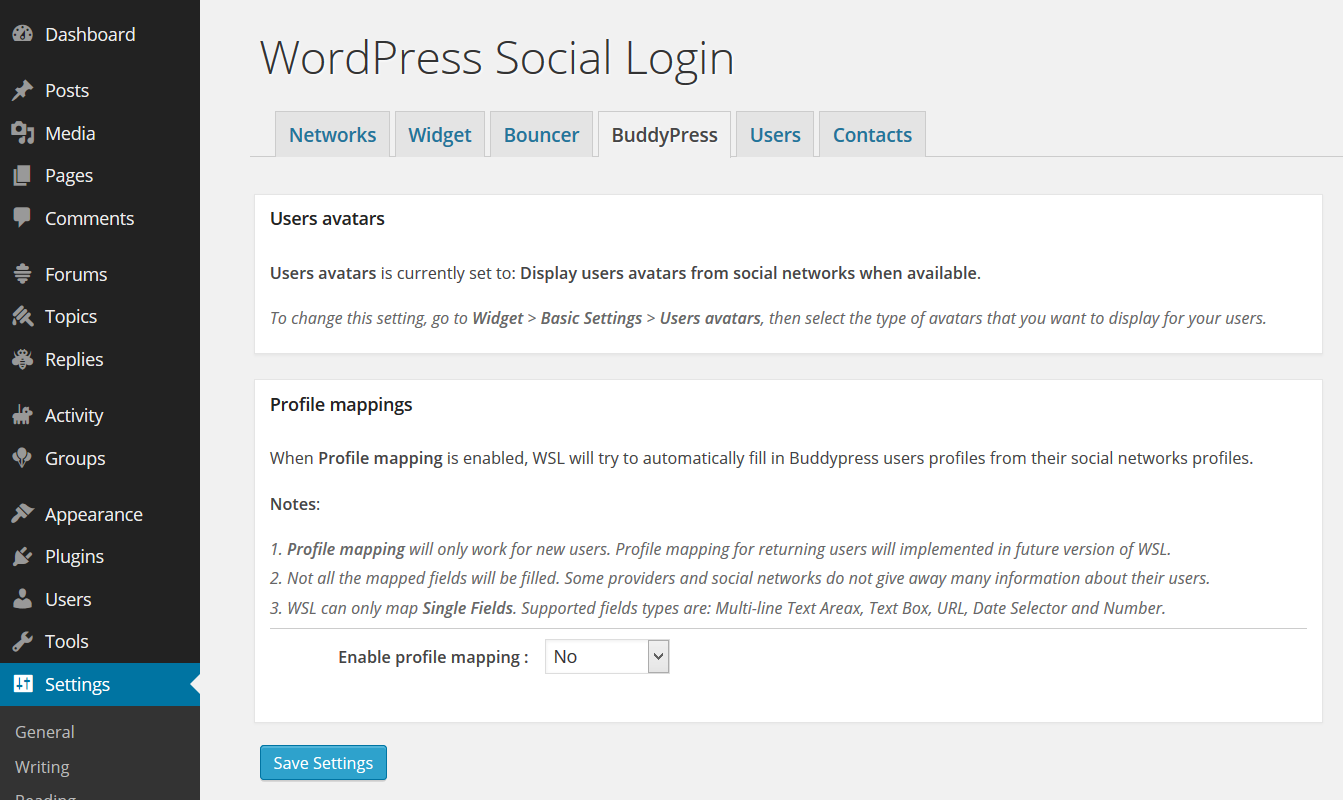 Dashboard
Posts
Media
Pages
Comments
Forums
Topics
Replies
Activity
Groups
Appearance
Plugins
Users
Tools
Settings
General
Writing
Reading
WordPress Social Login
Networks Widget Bouncer BuddyPress Users Contacts
Users avatars
Users avatars is currently set to: Display users avatars from social networks when available.
To change this setting, go to Widget > Basic Settings > Users avatars, then select the type of avatars that you want to display for your users.
Profile mappings
When Profile mapping is enabled, WSL will try to automatically fill in Buddypress users profiles from their social networks profiles.
Notes:
1. Profile mapping will only work for new users. Profile mapping for returning users will implemented in future version of WSL.
2. Not all the mapped fields will be filled. Some providers and social networks do not give away many information about their users.
3. WSL can only map Single Fields. Supported fields types are: Multi-line Text Areax, Text Box, URL, Date Selector and Number.
Enable profile mapping : No
Save Settings